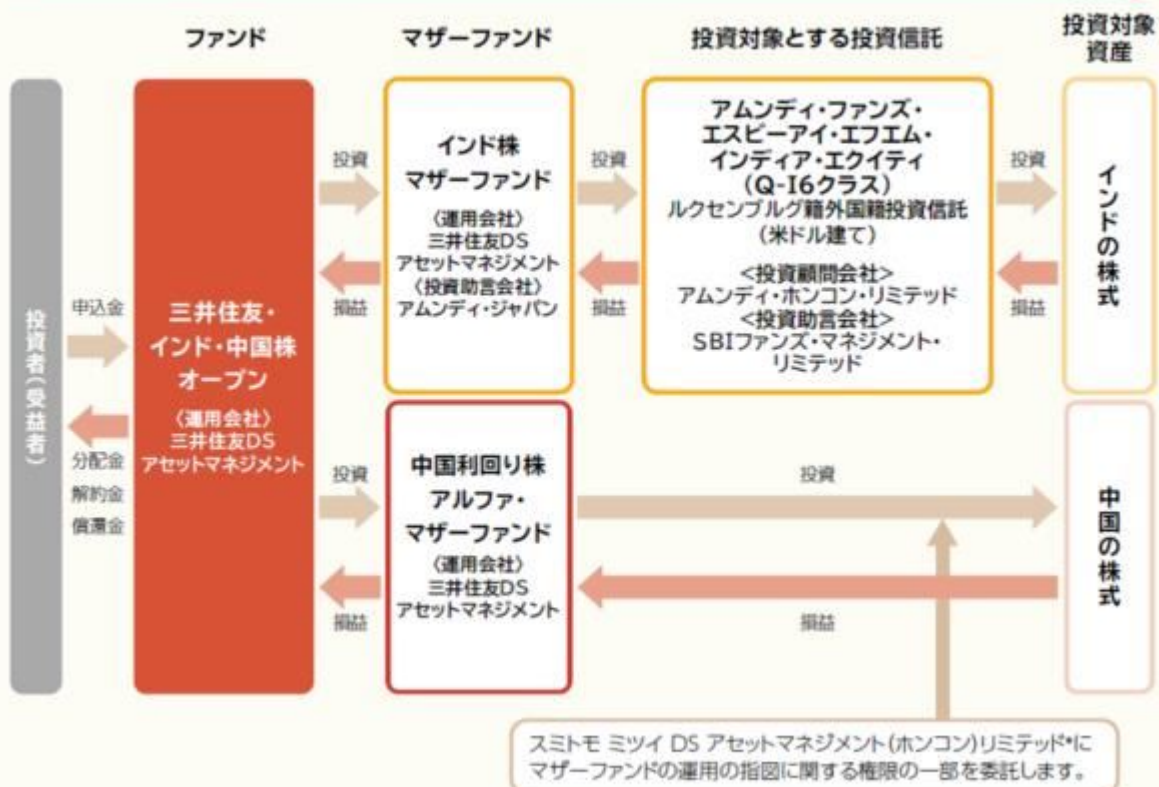 ファンド
マザーファンド
投資対象とする投資信託
投資対象
資産
投資者(受益者)
申込金
分配金
解約金
償還金
三井住友・
インド・中国株
オープン
〈運用会社〉
三井住友DS
アセットマネジメント
投資
損益
インド株
マザーファンド
〈運用会社〉
三井住友DS
アセットマネジメント
〈投資助言会社〉
アムンディ・ジャパン
投資
損益
アムンディ・ファンズ・
エスビーアイ・エフエム・
インディア・エクイティ
(Q-I6クラス)
ルクセンブルグ籍外国籍投資信託
(米ドル建て)
<投資顧問会社>
アムンディ・ホンコン・リミテッド
<投資助言会社>
SBIファンズ・マネジメント・
リミテッド
投資
損益
インドの株式
投資
損益
中国利回り株
アルファ・
マザーファンド
〈運用会社〉
三井住友DS
アセットマネジメント
投資
損益
中国の株式
スミトモ ミツイ DS アセットマネジメント(ホンコン)リミテッド*に
マザーファンドの運用の指図に関する権限の一部を委託します。